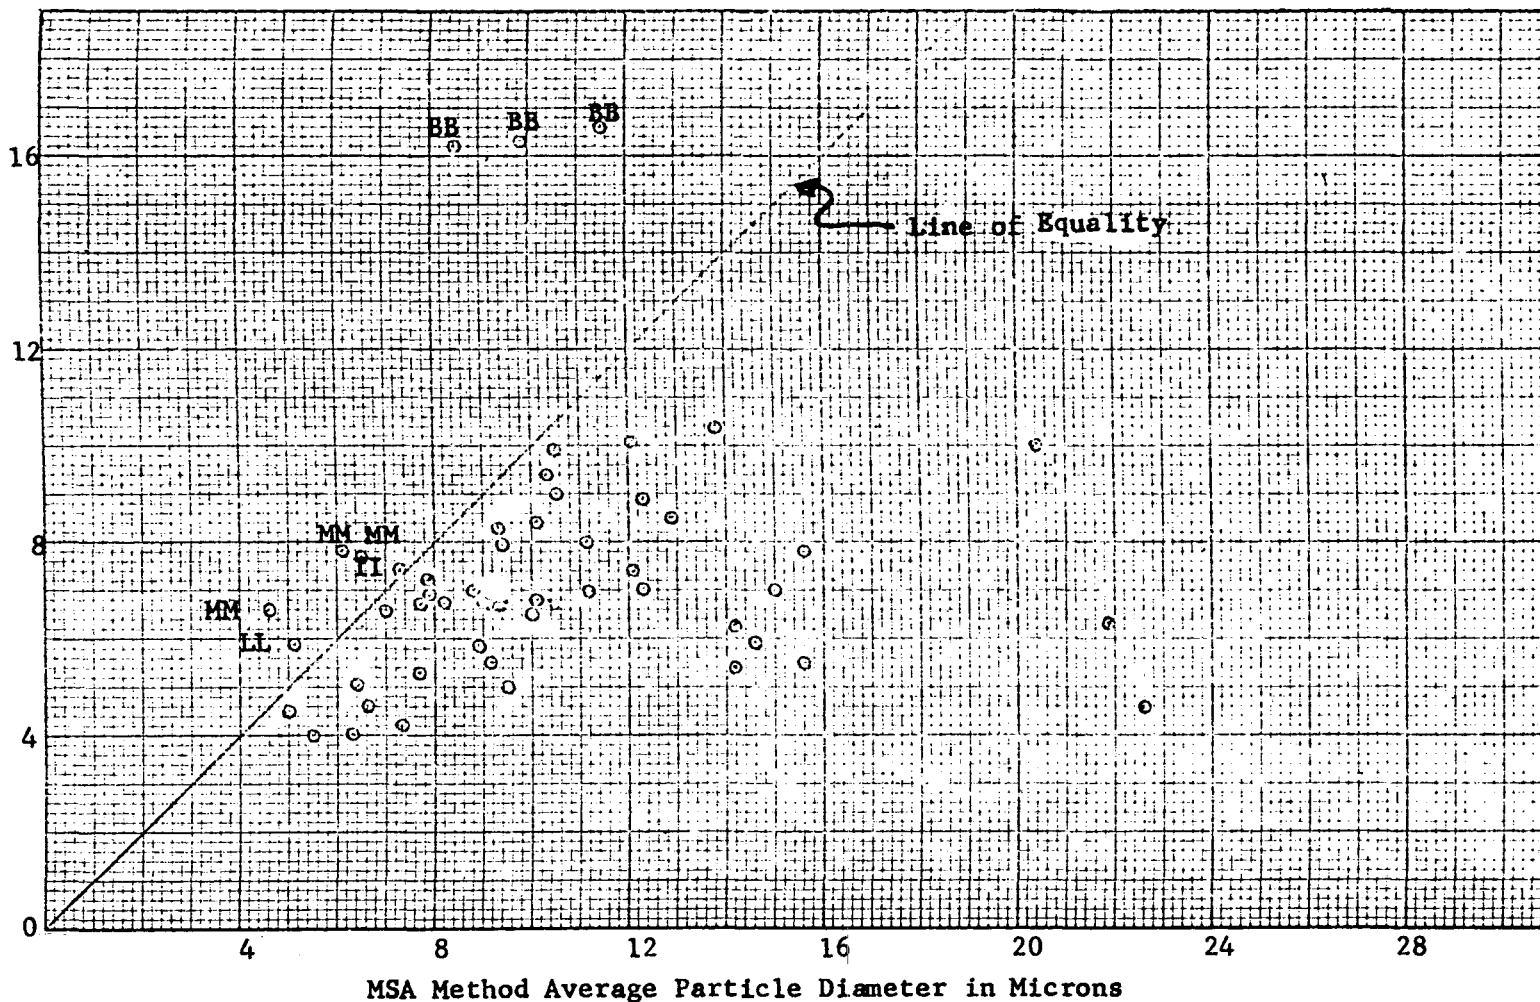 BB BB BB
16
Line of Equality
12
8
MM MM
II
MM
LL
4
0
4 8 12 16 20 24 28
MSA Method Average Particle Diameter in Microns